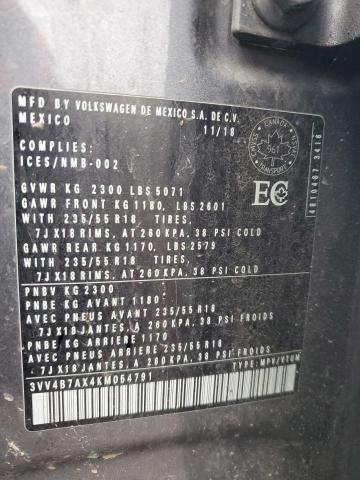 MFD BY VOLKSWAGEN DE MEXICO S.A. DE C.V.
MEXICO 11/18
CANADA
961
TRANSPORT
COMPLIES:
ICES/NMB-002
EC
GVWR KG 2300 LBS 5071
GAWR FRONT KG 1180, LBS 2601
WITH 235/55 R18 TIRES,
7J X18 RIMS, AT 260 KPA, 38 PSI COLD
GAWR REAR KG 1170, LBS 2579
WITH 235/55 R18 TIRES,
7J X18 RIMS, AT 260 KPA, 38 PSI COLD
PNBV KG 2300
PNBE KG AVANT 1180
AVEC PNEUS AVANT 235/55 R18
7J X18 JANTES, A 260 KPA, 38 PSI FROIDS
PNBE KG ARRIERE 1170
AVEC PNEUS ARRIERE 235/55 R18
7J X18 JANTES, A 260 KPA, 38 PSI FROIDS
3VV4B7AX4KM054791 TYPE: MPV/VTUM